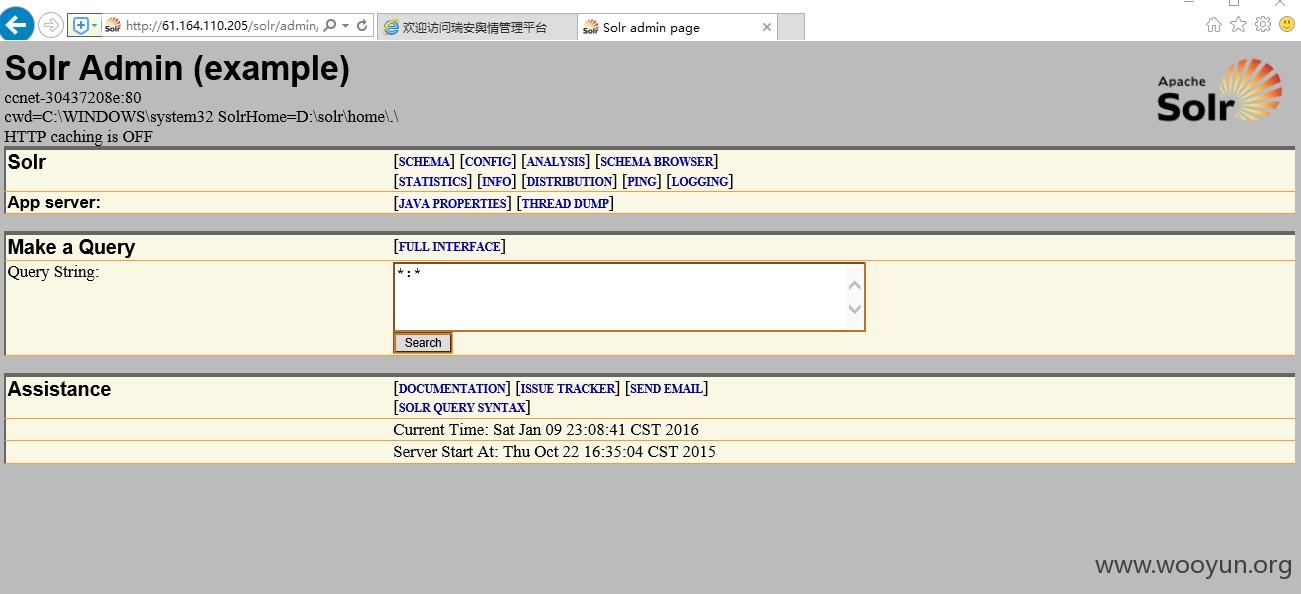 http://61.164.110.205/solr/admin, 欢迎访问瑞安舆情管理平台 Solr admin page
Solr Admin (example)
ccnet-30437208e:80
cwd=C:\WINDOWS\system32 SolrHome=D:\solr\home\.\
HTTP caching is OFF
Apache
Solr
Solr [SCHEMA] [CONFIG] [ANALYSIS] [SCHEMA BROWSER]
[STATISTICS] [INFO] [DISTRIBUTION] [PING] [LOGGING]
App server: [JAVA PROPERTIES] [THREAD DUMP]
Make a Query [FULL INTERFACE]
Query String: *:*
Search
Assistance [DOCUMENTATION] [ISSUE TRACKER] [SEND EMAIL]
[SOLR QUERY SYNTAX]
Current Time: Sat Jan 09 23:08:41 CST 2016
Server Start At: Thu Oct 22 16:35:04 CST 2015
www.wooyun.org